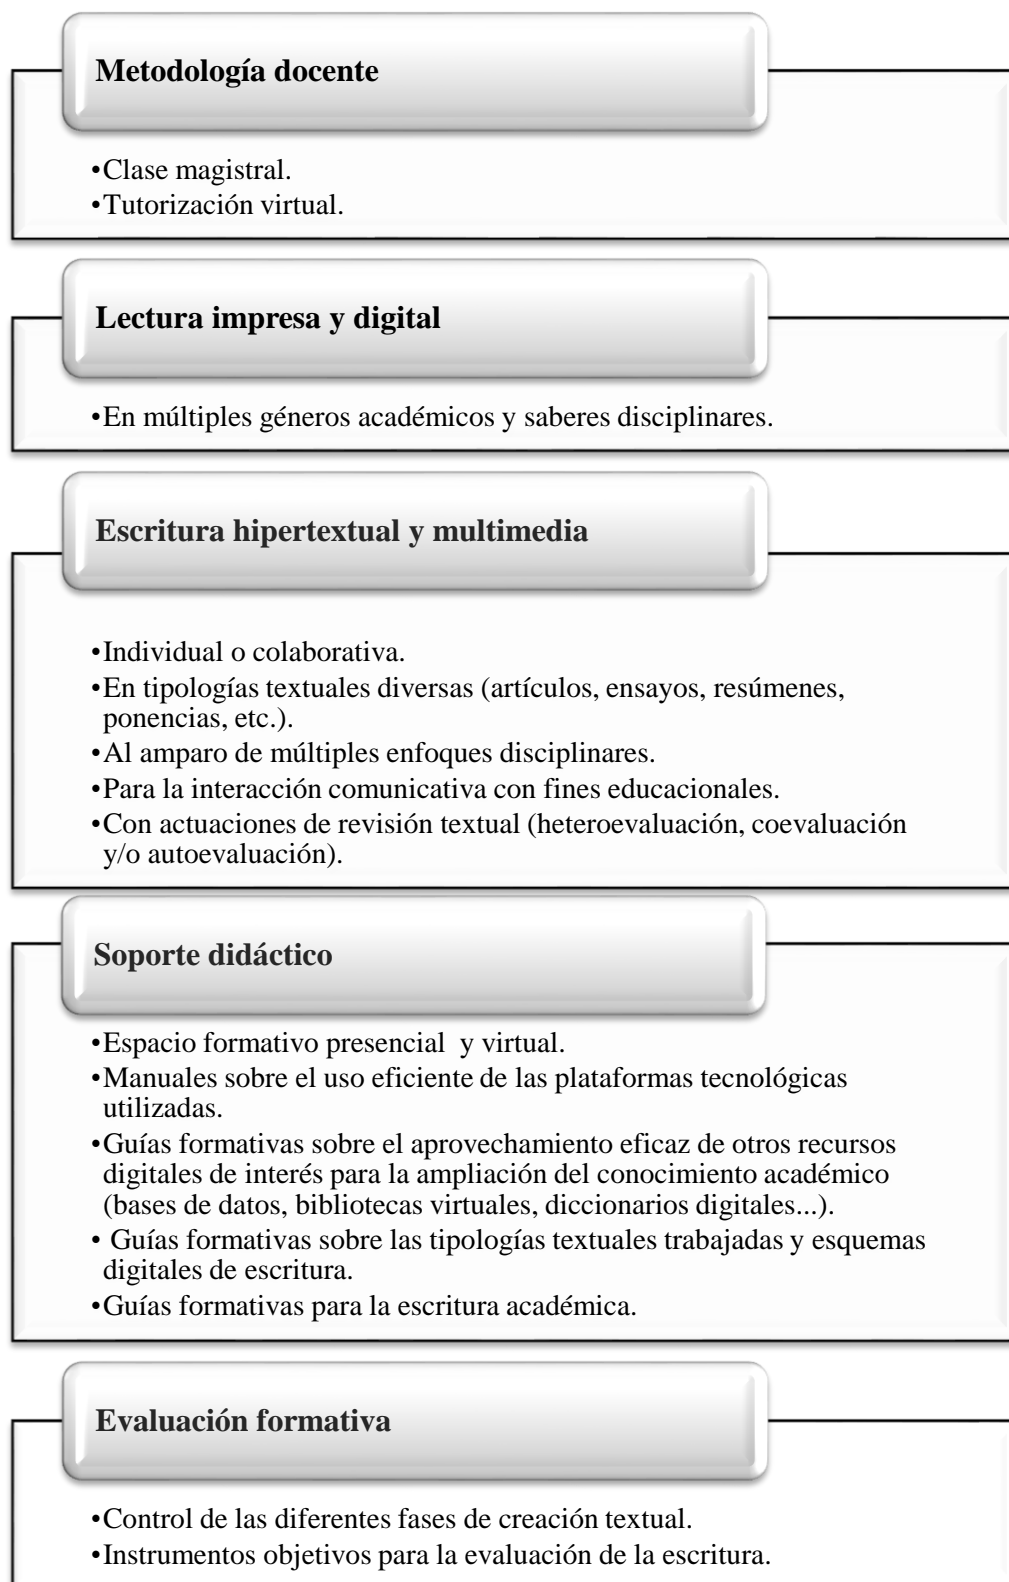 Metodología docente
•Clase magistral.
•Tutorización virtual.
Lectura impresa y digital
•En múltiples géneros académicos y saberes disciplinares.
Escritura hipertextual y multimedia
•Individual o colaborativa.
•En tipologías textuales diversas (artículos, ensayos, resúmenes,
ponencias, etc.).
•Al amparo de múltiples enfoques disciplinares.
•Para la interacción comunicativa con fines educacionales.
•Con actuaciones de revisión textual (heteroevaluación, coevaluación
y/o autoevaluación).
Soporte didáctico
•Espacio formativo presencial y virtual.
•Manuales sobre el uso eficiente de las plataformas tecnológicas
utilizadas.
•Guías formativas sobre el aprovechamiento eficaz de otros recursos
digitales de interés para la ampliación del conocimiento académico
(bases de datos, bibliotecas virtuales, diccionarios digitales...).
• Guías formativas sobre las tipologías textuales trabajadas y esquemas
digitales de escritura.
•Guías formativas para la escritura académica.
Evaluación formativa
•Control de las diferentes fases de creación textual.
•Instrumentos objetivos para la evaluación de la escritura.